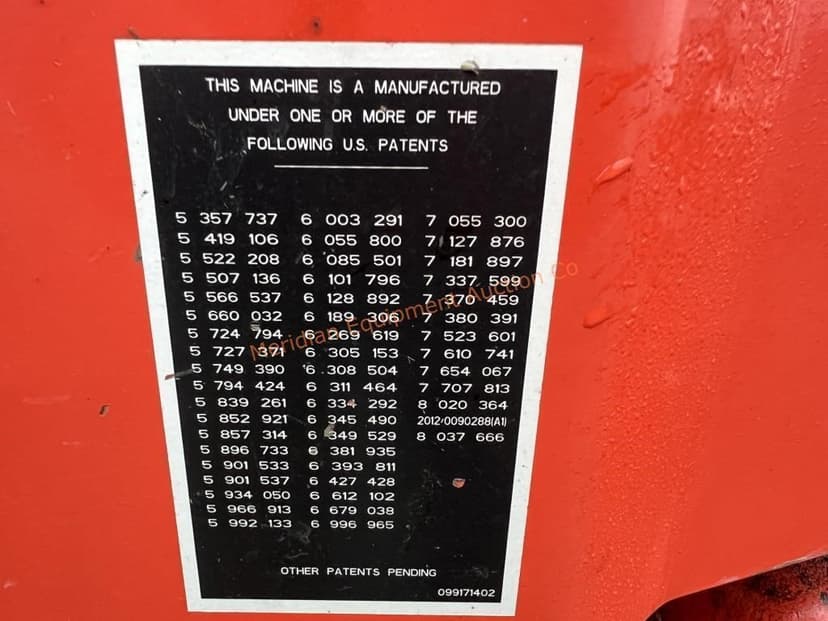 THIS MACHINE IS A MANUFACTURED
UNDER ONE OR MORE OF THE
FOLLOWING U.S. PATENTS
5 357 737 6 003 291 7 055 300
5 419 106 6 055 800 7 127 876
5 522 208 6 085 501 7 181 897
5 507 136 6 101 796 7 337 599
5 566 537 6 128 892 7 370 459
5 660 032 6 189 306 7 380 391
5 724 794 6 269 619 7 523 601
5 727 371 6 305 153 7 610 741
5 749 390 6 308 504 7 654 067
5 794 424 6 311 464 7 707 813
5 839 261 6 334 292 8 020 364
5 852 921 6 345 490 2012/0090288(A1)
5 857 314 6 349 529 8 037 666
5 896 733 6 381 935
5 901 533 6 393 811
5 901 537 6 427 428
5 934 050 6 612 102
5 966 913 6 679 038
5 992 133 6 996 965
OTHER PATENTS PENDING
099171402
Meridian Equipment Auction Co